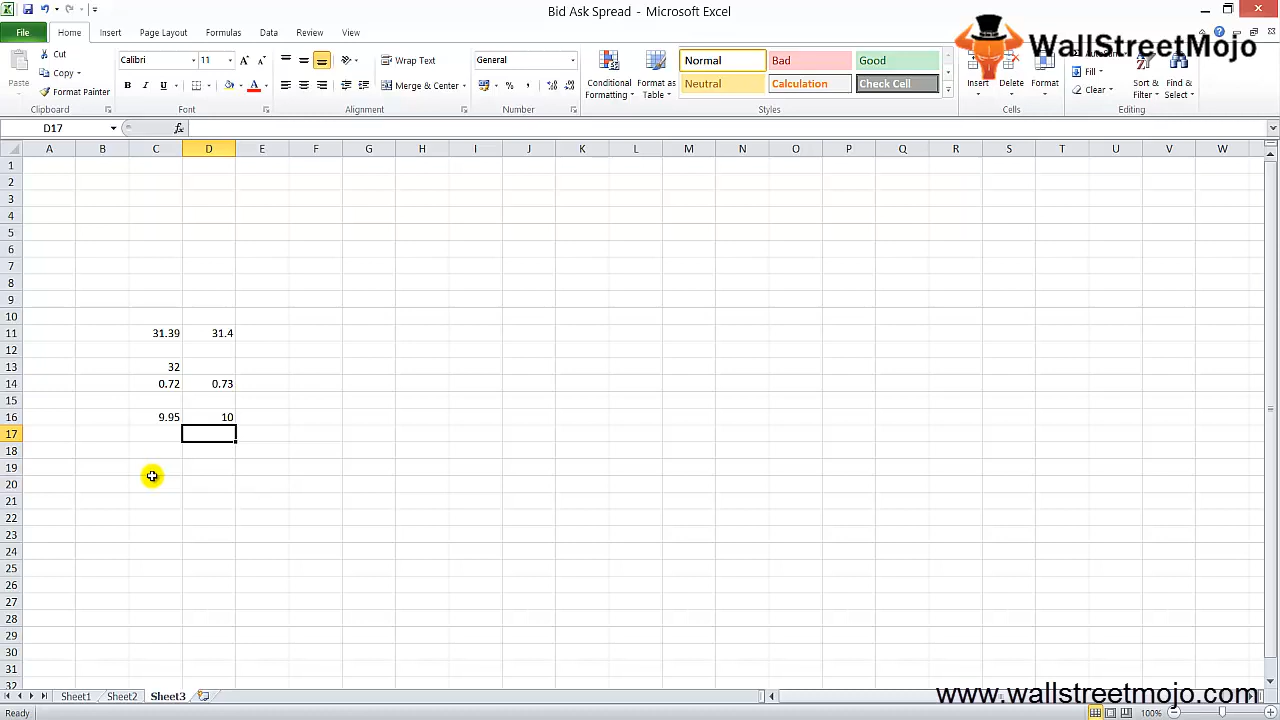 Bid Ask Spread - Microsoft Excel
WallStreetMojo
File Home Insert Page Layout Formulas Data Review View
Paste
Cut
Copy
Format Painter
Clipboard
Calibri 11
B I U
Font
Wrap Text
Merge & Center
Alignment
General
Number
Conditional Formatting
Format as Table
Normal Bad Good
Neutral Calculation Check Cell
Styles
Insert Delete Format
Cells
Fill
Clear
Sort & Filter
Find & Select
Editing
D17 fx
A B C D E F G H I J K L M N O P Q R S T U V W
1
2
3
4
5
6
7
8
9
10
11 31.39 31.4
12
13 32
14 0.72 0.73
15
16 9.95 10
17
18
19
20
21
22
23
24
25
26
27
28
29
30
31
32
Sheet1 Sheet2 Sheet3
www.wallstreetmojo.com
Ready 100%